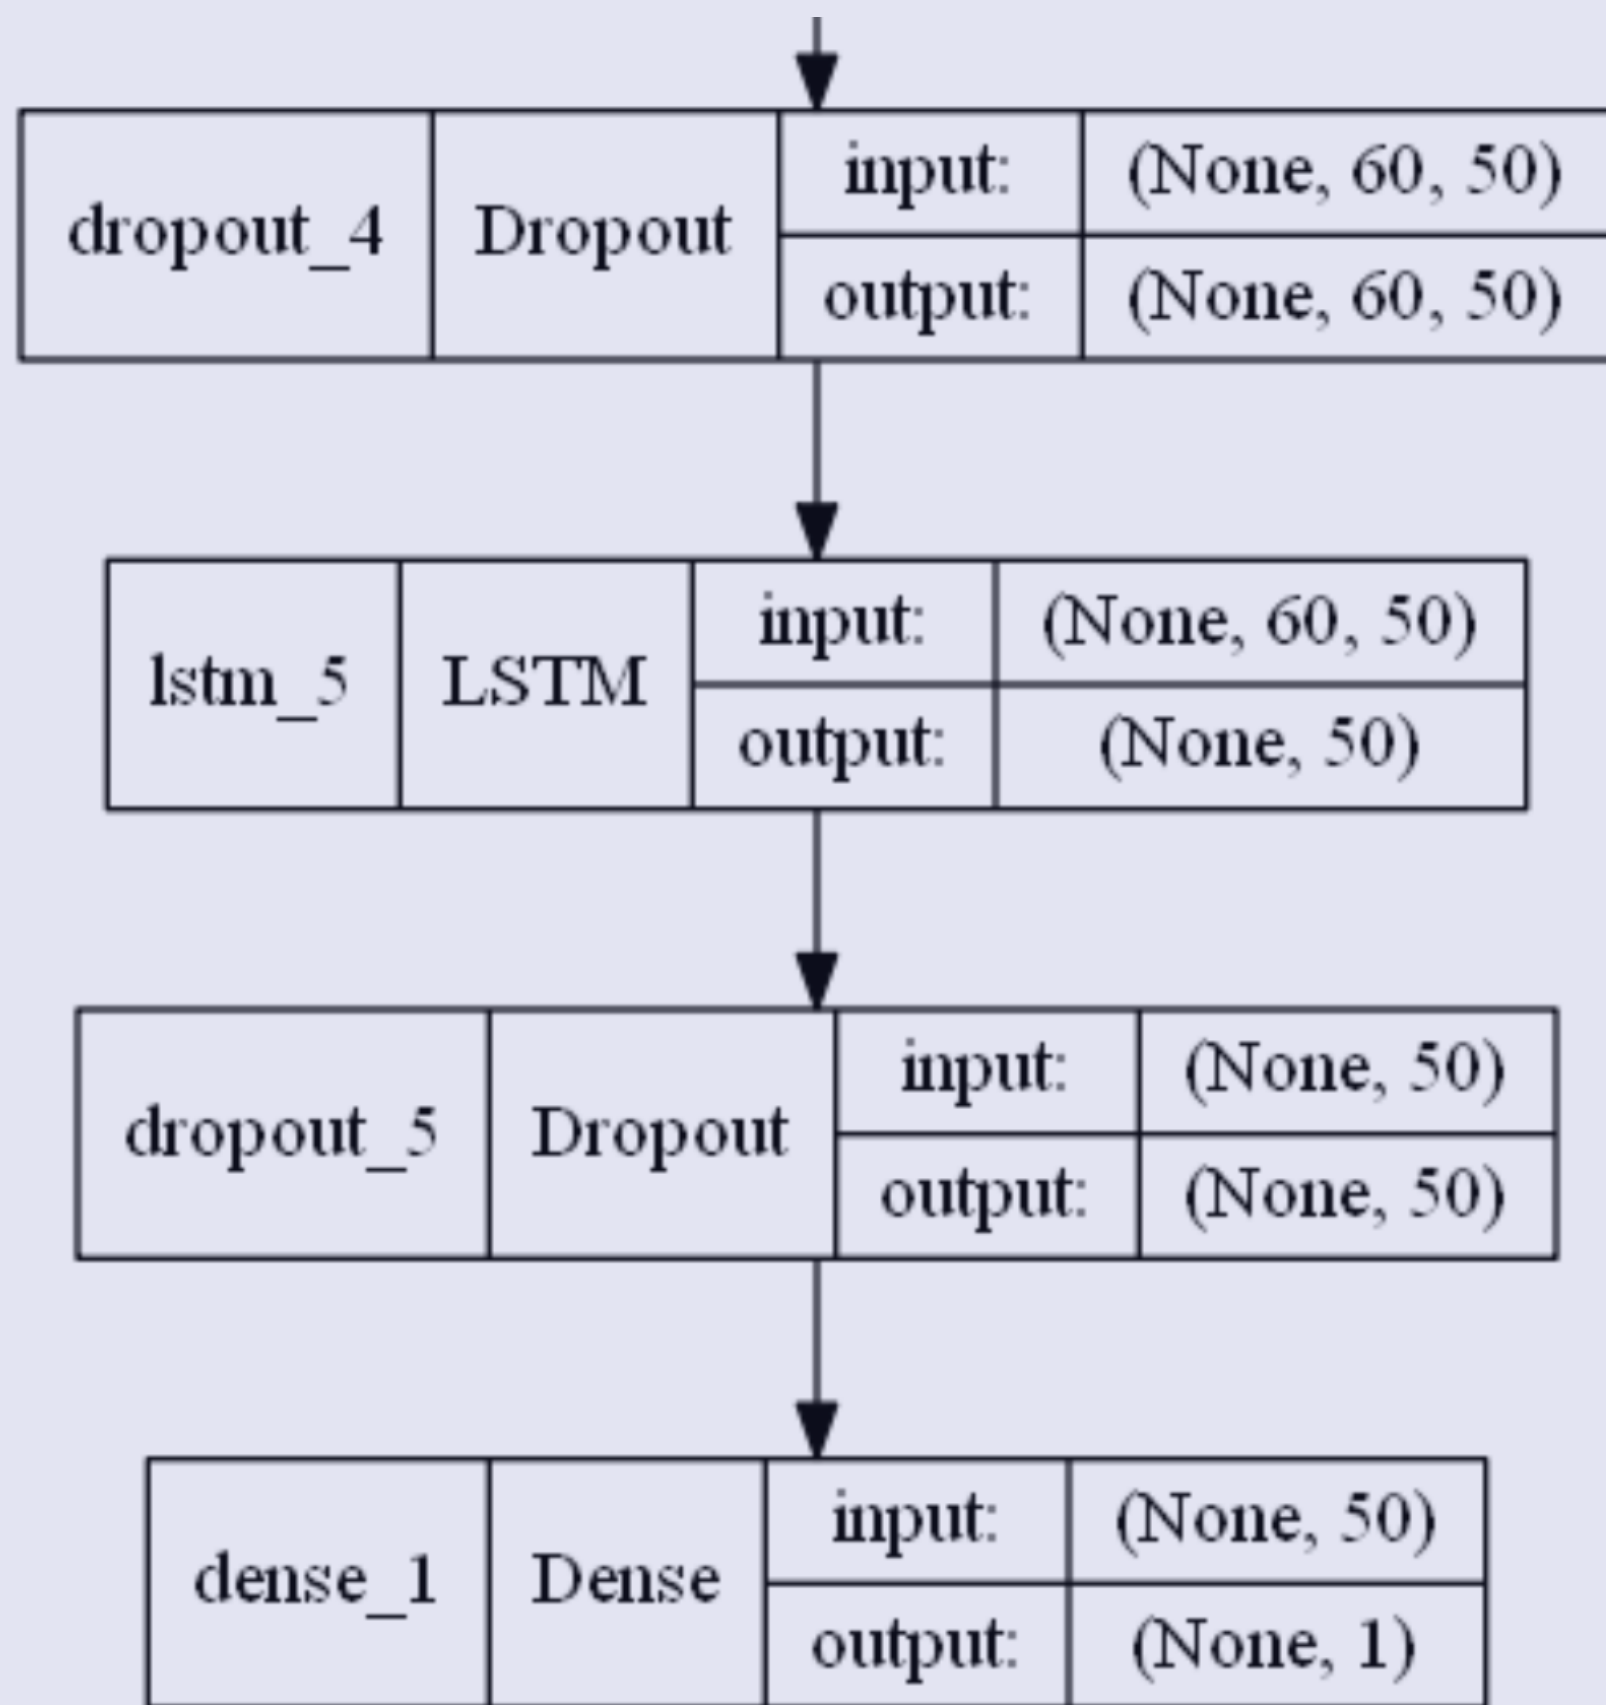 dropout_4 Dropout input: (None, 60, 50)
output: (None, 60, 50)
lstm_5 LSTM input: (None, 60, 50)
output: (None, 50)
dropout_5 Dropout input: (None, 50)
output: (None, 50)
dense_1 Dense input: (None, 50)
output: (None, 1)